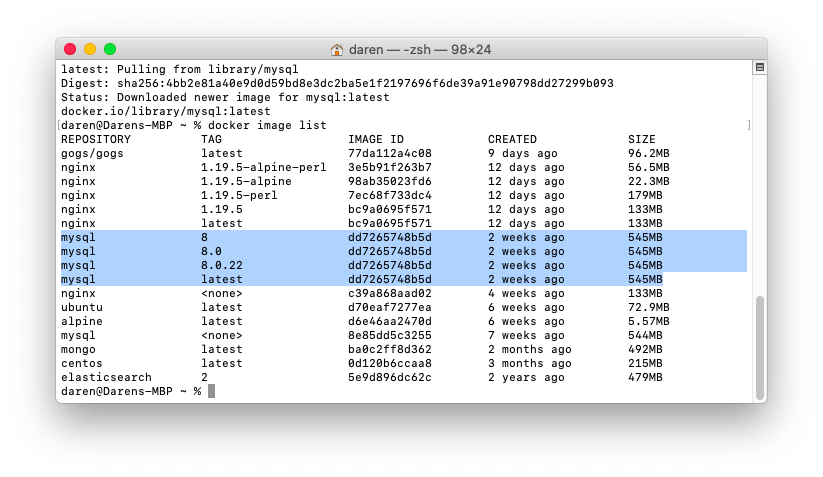 daren — -zsh — 98×24
latest: Pulling from library/mysql
Digest: sha256:4bb2e81a40e9d0d59bd8e3dc2ba5e1f2197696f6de39a91e90798dd27299b093
Status: Downloaded newer image for mysql:latest
docker.io/library/mysql:latest
[daren@Darens-MBP ~ % docker image list ]
REPOSITORY TAG IMAGE ID CREATED SIZE
gogs/gogs latest 77da112a4c08 9 days ago 96.2MB
nginx 1.19.5-alpine-perl 3e5b91f263b7 12 days ago 56.5MB
nginx 1.19.5-alpine 98ab35023fd6 12 days ago 22.3MB
nginx 1.19.5-perl 7ec68f733dc4 12 days ago 179MB
nginx 1.19.5 bc9a0695f571 12 days ago 133MB
nginx latest bc9a0695f571 12 days ago 133MB
mysql 8 dd7265748b5d 2 weeks ago 545MB
mysql 8.0 dd7265748b5d 2 weeks ago 545MB
mysql 8.0.22 dd7265748b5d 2 weeks ago 545MB
mysql latest dd7265748b5d 2 weeks ago 545MB
nginx <none> c39a868aad02 4 weeks ago 133MB
ubuntu latest d70eaf7277ea 6 weeks ago 72.9MB
alpine latest d6e46aa2470d 6 weeks ago 5.57MB
mysql <none> 8e85dd5c3255 7 weeks ago 544MB
mongo latest ba0c2ff8d362 2 months ago 492MB
centos latest 0d120b6ccaa8 3 months ago 215MB
elasticsearch 2 5e9d896dc62c 2 years ago 479MB
daren@Darens-MBP ~ %